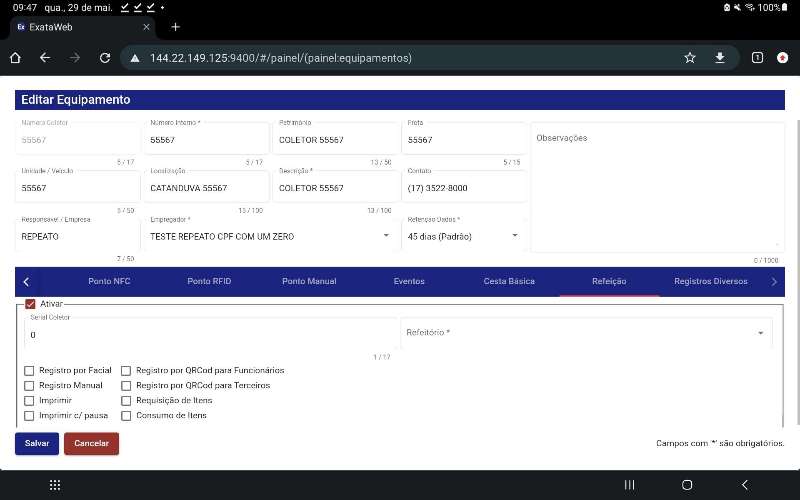 09:47 qua., 29 de mai.
100%
Ex ExataWeb
144.22.149.125:9400/#/painel/(painel:equipamentos)
1
Editar Equipamento
Número Coletor
55567
5 / 17
Número Interno *
55567
5 / 17
Patrimônio
COLETOR 55567
13 / 50
Frota
55567
5 / 15
Observações
0 / 1000
Unidade / Veículo
55567
5 / 50
Localização
CATANDUVA 55567
15 / 100
Descrição *
COLETOR 55567
13 / 100
Contato
(17) 3522-8000
Responsável / Empresa
REPEATO
7 / 50
Empregador *
TESTE REPEATO CPF COM UM ZERO
Retenção Dados *
45 dias (Padrão)
Ponto NFC
Ponto RFID
Ponto Manual
Eventos
Cesta Básica
Refeição
Registros Diversos
Ativar
Serial Coletor
0
1 / 17
Refeitório *
Registro por Facial
Registro por QRCod para Funcionários
Registro Manual
Registro por QRCod para Terceiros
Imprimir
Requisição de Itens
Imprimir c/ pausa
Consumo de Itens
Salvar
Cancelar
Campos com '*' são obrigatórios.